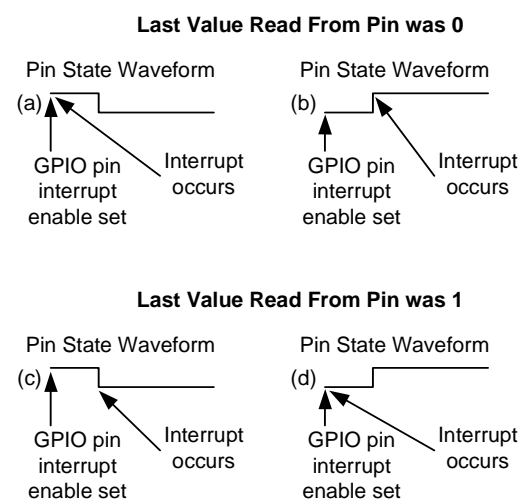 Last Value Read From Pin was 0
Pin State Waveform
(a)
GPIO pin
interrupt
enable set
Interrupt
occurs
Pin State Waveform
(b)
GPIO pin
interrupt
enable set
Interrupt
occurs
Last Value Read From Pin was 1
Pin State Waveform
(c)
GPIO pin
interrupt
enable set
Interrupt
occurs
Pin State Waveform
(d)
GPIO pin
interrupt
enable set
Interrupt
occurs